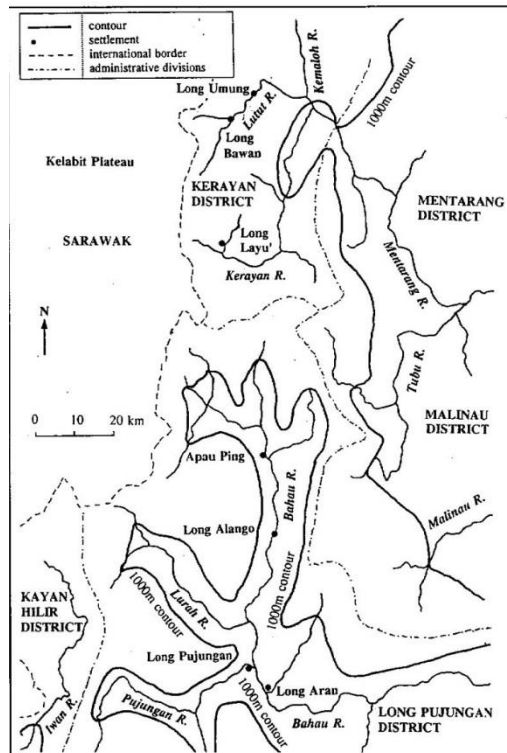 contour
settlement
international border
administrative divisions
Long Umung
Lutut R.
Kemaloh R.
1000m contour
Long
Bawan
Kelabit Plateau
KERAYAN
DISTRICT
MENTARANG
DISTRICT
SARAWAK
Long
Layu'
Kerayan R.
Mentarang R.
N
Tubu R.
0 10 20 km
MALINAU
DISTRICT
Apau Ping
Bahau R.
Malinau R.
Long Alango
1000m contour
KAYAN
HILIR
DISTRICT
1000m contour
Lurah R.
Long Pujungan
Iwan R.
Pujungan R.
1000m contour
Long Aran
Bahau R.
LONG PUJUNGAN
DISTRICT